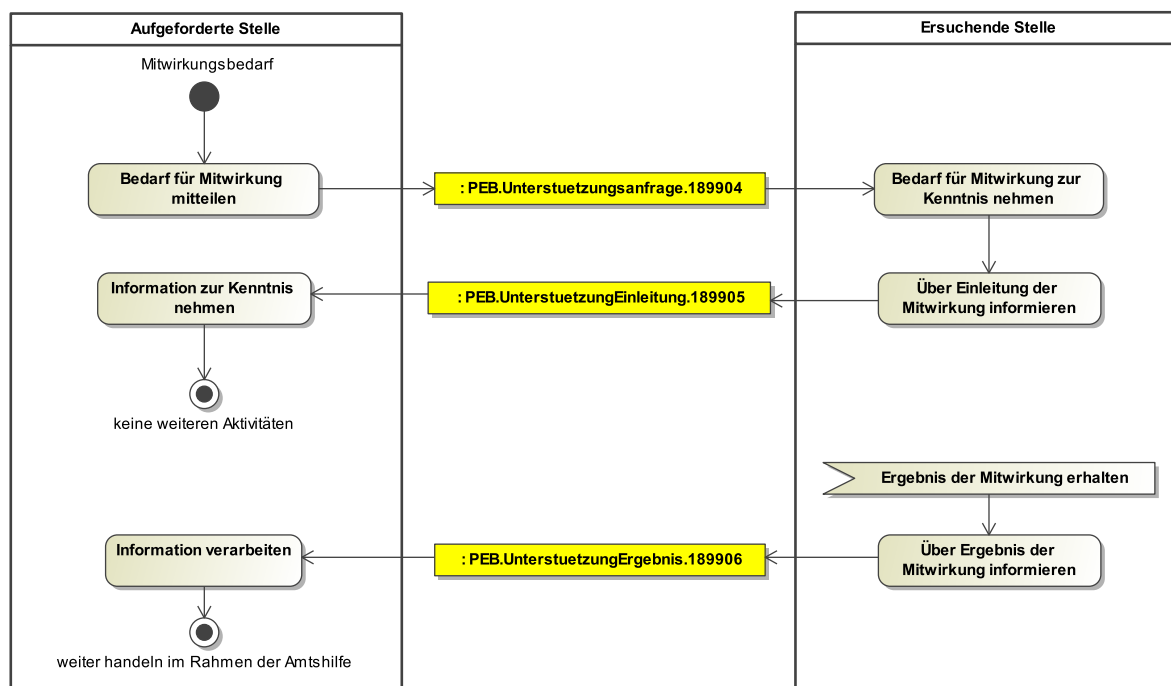 Aufgeforderte Stelle
Ersuchende Stelle
Mitwirkungsbedarf
Bedarf für Mitwirkung
mitteilen
: PEB.Unterstuetzungsanfrage.189904
Bedarf für Mitwirkung zur
Kenntnis nehmen
Information zur Kenntnis
nehmen
: PEB.UnterstuetzungEinleitung.189905
Über Einleitung der
Mitwirkung informieren
keine weiteren Aktivitäten
Ergebnis der Mitwirkung erhalten
Information verarbeiten
: PEB.UnterstuetzungErgebnis.189906
Über Ergebnis der
Mitwirkung informieren
weiter handeln im Rahmen der Amtshilfe